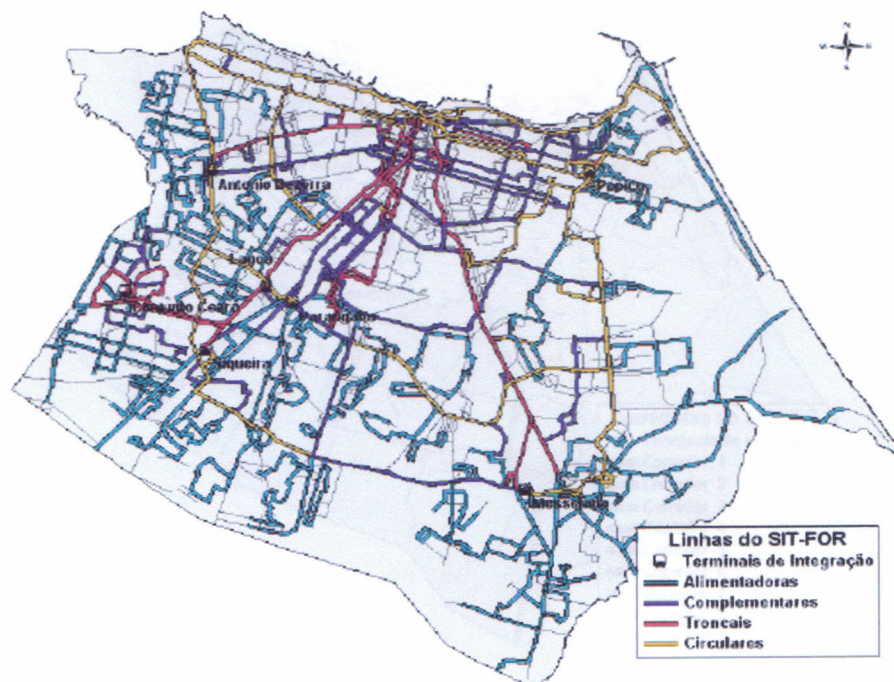 N
Antonio Bezerra
Papicu
Lagoa
Conjunto Ceará
Parangaba
Siqueira
Messejana
Linhas do SIT-FOR
Terminais de Integração
Alimentadoras
Complementares
Troncais
Circulares